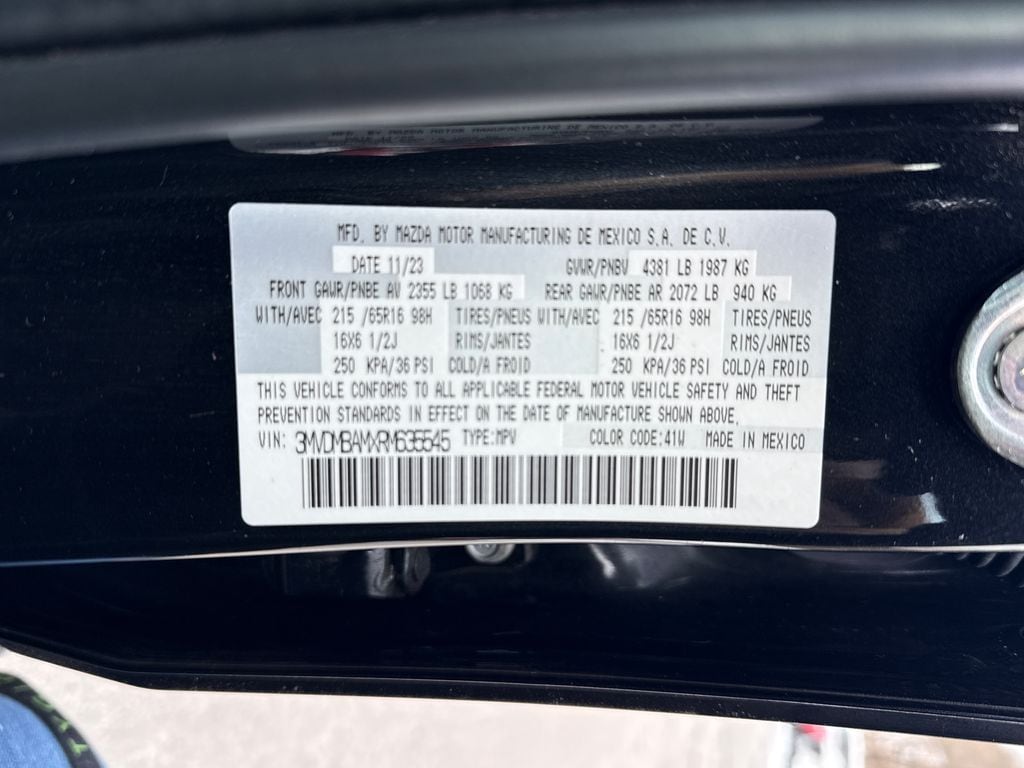 MFD. BY MAZDA MOTOR MANUFACTURING DE MEXICO S.A. DE C.V.
DATE 11/23 GVWR/PNBV 4381 LB 1987 KG
FRONT GAWR/PNBE AV 2355 LB 1068 KG REAR GAWR/PNBE AR 2072 LB 940 KG
WITH/AVEC 215 /65R16 98H TIRES/PNEUS WITH/AVEC 215 /65R16 98H TIRES/PNEUS
16X6 1/2J RIMS/JANTES 16X6 1/2J RIMS/JANTES
250 KPA/36 PSI COLD/A FROID 250 KPA/36 PSI COLD/A FROID
THIS VEHICLE CONFORMS TO ALL APPLICABLE FEDERAL MOTOR VEHICLE SAFETY AND THEFT
PREVENTION STANDARDS IN EFFECT ON THE DATE OF MANUFACTURE SHOWN ABOVE.
VIN: 3MVDMBAMXRM635545 TYPE:MPV COLOR CODE:41W MADE IN MEXICO